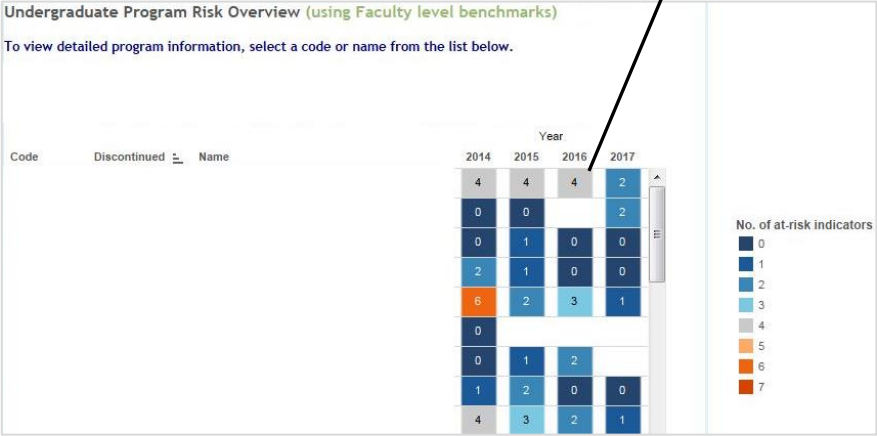 Undergraduate Program Risk Overview (using Faculty level benchmarks)
To view detailed program information, select a code or name from the list below.
Year
Code Discontinued Name 2014 2015 2016 2017
4 4 4 2
0 0 2
0 1 0 0
2 1 0 0
6 2 3 1
0
0 1 2
1 2 0 0
4 3 2 1
No. of at-risk indicators
0
1
2
3
4
5
6
7